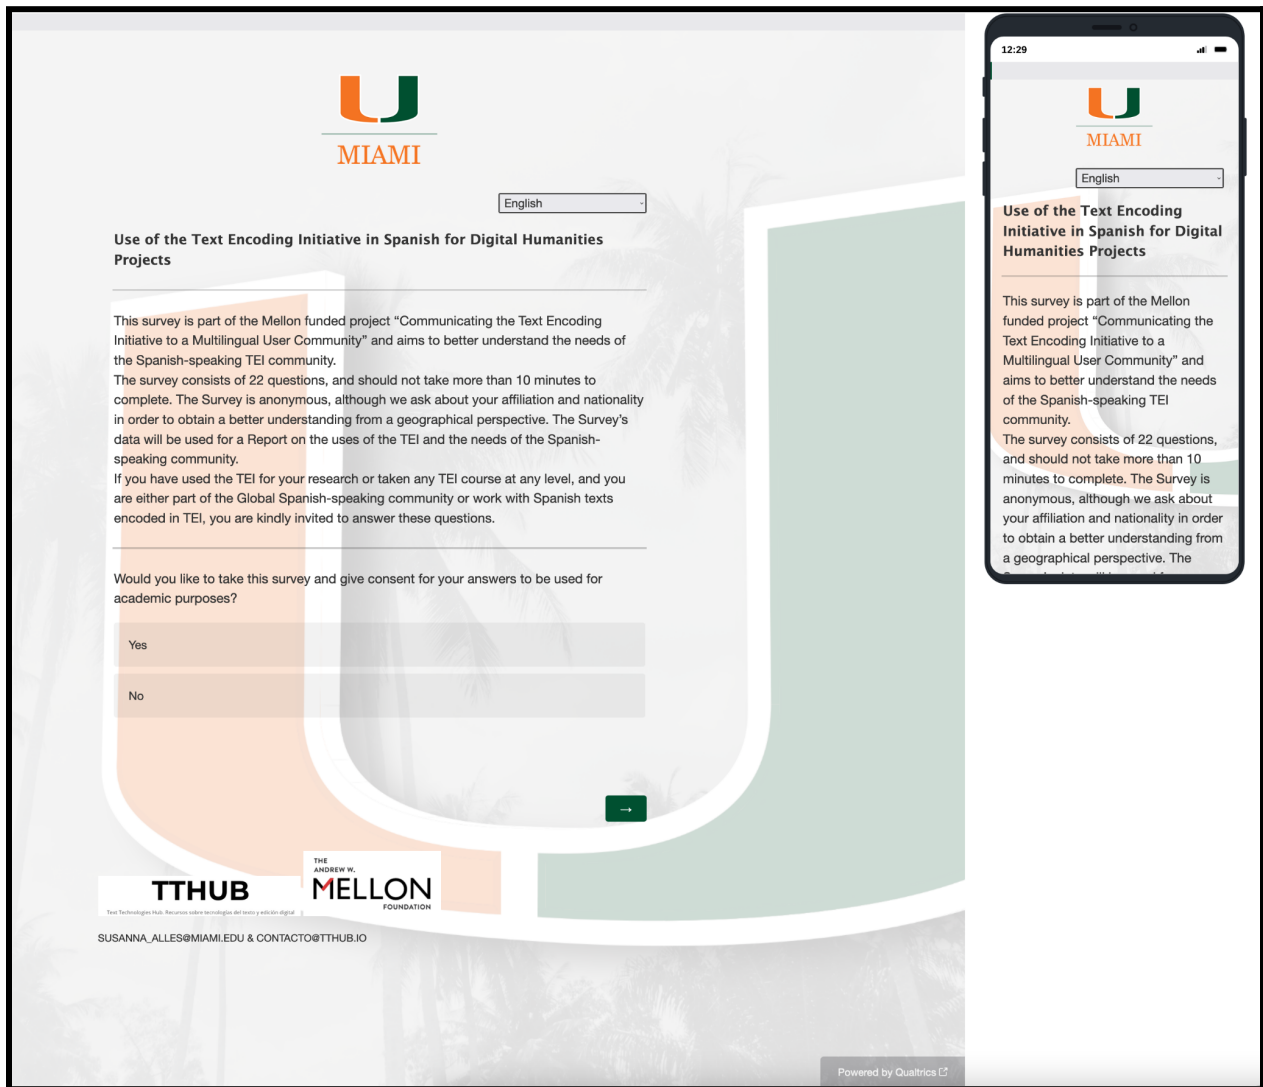 MIAMI
English
Use of the Text Encoding Initiative in Spanish for Digital Humanities
Projects
This survey is part of the Mellon funded project “Communicating the Text Encoding
Initiative to a Multilingual User Community” and aims to better understand the needs of
the Spanish-speaking TEI community.
The survey consists of 22 questions, and should not take more than 10 minutes to
complete. The Survey is anonymous, although we ask about your affiliation and nationality
in order to obtain a better understanding from a geographical perspective. The Survey’s
data will be used for a Report on the uses of the TEI and the needs of the Spanish-
speaking community.
If you have used the TEI for your research or taken any TEI course at any level, and you
are either part of the Global Spanish-speaking community or work with Spanish texts
encoded in TEI, you are kindly invited to answer these questions.
Would you like to take this survey and give consent for your answers to be used for
academic purposes?
Yes
No
→
TTHUB
Text Technologies Hub. Recursos sobre tecnologías del texto y edición digital
THE
ANDREW W.
MELLON
FOUNDATION
SUSANNA_ALLES@MIAMI.EDU & CONTACTO@TTHUB.IO
Powered by Qualtrics
12:29
MIAMI
English
Use of the Text Encoding
Initiative in Spanish for Digital
Humanities Projects
This survey is part of the Mellon
funded project “Communicating the
Text Encoding Initiative to a
Multilingual User Community” and
aims to better understand the needs
of the Spanish-speaking TEI
community.
The survey consists of 22 questions,
and should not take more than 10
minutes to complete. The Survey is
anonymous, although we ask about
your affiliation and nationality in order
to obtain a better understanding from
a geographical perspective. The